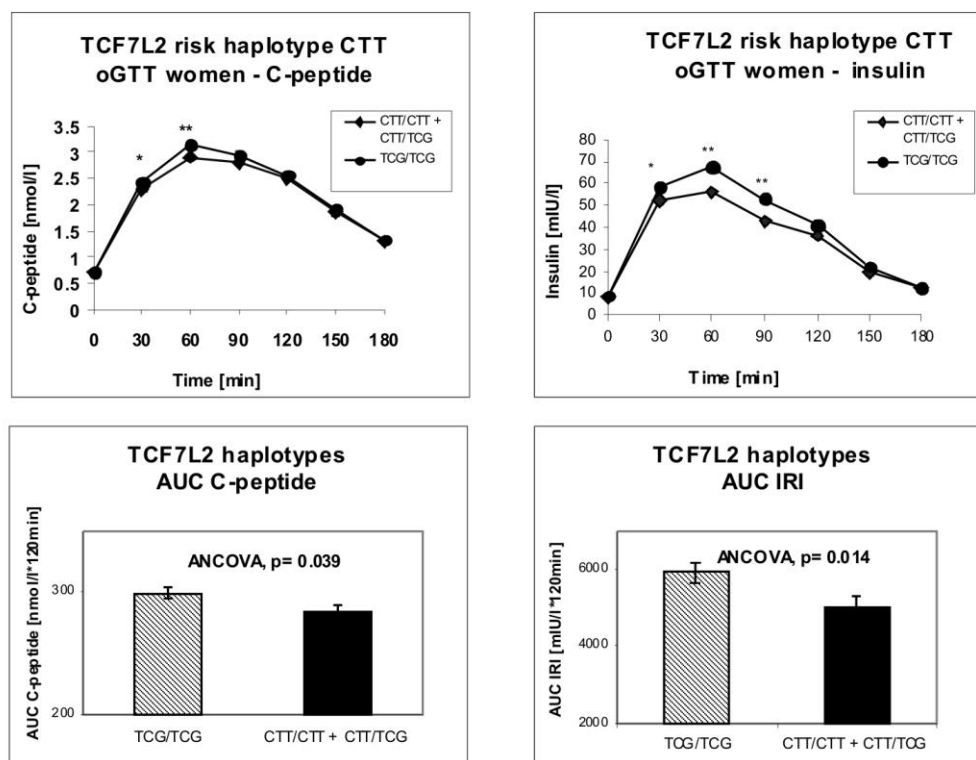 TCF7L2 risk haplotype CTT
oGTT women - C-peptide
CTT/CTT +
CTT/TCG
TCG/TCG
3.5
3
2.5
2
1.5
1
0.5
0
*
**
C-peptide [nmol/l]
0 30 60 90 120 150 180
Time [min]
TCF7L2 risk haplotype CTT
oGTT women - insulin
CTT/CTT +
CTT/TCG
TCG/TCG
80
70
60
50
40
30
20
10
0
*
**
**
Insulin [mIU/l]
0 30 60 90 120 150 180
Time [min]
TCF7L2 haplotypes
AUC C-peptide
ANCOVA, p= 0.039
AUC C-peptide [nmol/l*120min]
300
200
TCG/TCG CTT/CTT + CTT/TCG
TCF7L2 haplotypes
AUC IRI
ANCOVA, p= 0.014
AUC IRI [mIU/l*120min]
6000
4000
2000
TCG/TCG CTT/CTT + CTT/TCG